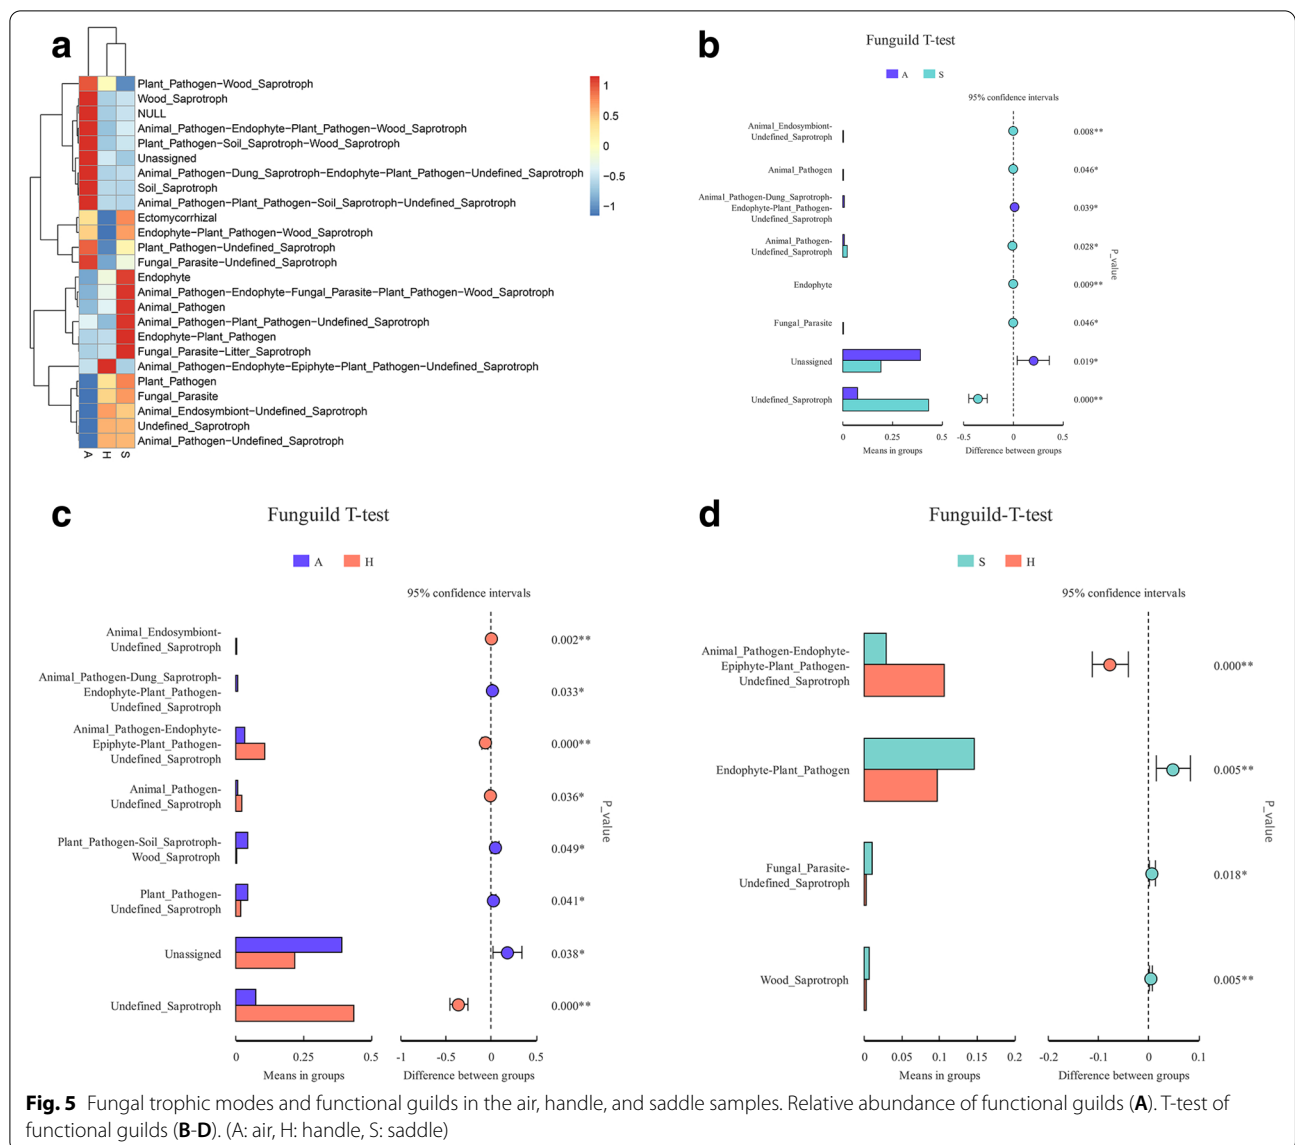 a
Plant_Pathogen-Wood_Saprotroph
Wood_Saprotroph
NULL
Animal_Pathogen-Endophyte-Plant_Pathogen-Wood_Saprotroph
Plant_Pathogen-Soil_Saprotroph-Wood_Saprotroph
Unassigned
Animal_Pathogen-Dung_Saprotroph-Endophyte-Plant_Pathogen-Undefined_Saprotroph
Soil_Saprotroph
Animal_Pathogen-Plant_Pathogen-Soil_Saprotroph-Undefined_Saprotroph
Ectomycorrhizal
Endophyte-Plant_Pathogen-Wood_Saprotroph
Plant_Pathogen-Undefined_Saprotroph
Fungal_Parasite-Undefined_Saprotroph
Endophyte
Animal_Pathogen-Endophyte-Fungal_Parasite-Plant_Pathogen-Wood_Saprotroph
Animal_Pathogen
Animal_Pathogen-Plant_Pathogen-Undefined_Saprotroph
Endophyte-Plant_Pathogen
Fungal_Parasite-Litter_Saprotroph
Animal_Pathogen-Endophyte-Epiphyte-Plant_Pathogen-Undefined_Saprotroph
Plant_Pathogen
Fungal_Parasite
Animal_Endosymbiont-Undefined_Saprotroph
Undefined_Saprotroph
Animal_Pathogen-Undefined_Saprotroph
A H S
1
0.5
0
-0.5
-1
b
Funguild T-test
A S
95% confidence intervals
Animal_Endosymbiont-
Undefined_Saprotroph
0.008**
Animal_Pathogen
0.046*
Animal_Pathogen-Dung_Saprotroph-
Endophyte-Plant_Pathogen-
Undefined_Saprotroph
0.039*
Animal_Pathogen-
Undefined_Saprotroph
0.028*
Endophyte
0.009**
Fungal_Parasite
0.046*
Unassigned
0.019*
Undefined_Saprotroph
0.000**
P_value
0 0.25 0.5 -0.5 0 0.5
Means in groups Difference between groups
c
Funguild T-test
A H
95% confidence intervals
Animal_Endosymbiont-
Undefined_Saprotroph
0.002**
Animal_Pathogen-Dung_Saprotroph-
Endophyte-Plant_Pathogen-
Undefined_Saprotroph
0.033*
Animal_Pathogen-Endophyte-
Epiphyte-Plant_Pathogen-
Undefined_Saprotroph
0.000**
Animal_Pathogen-
Undefined_Saprotroph
0.036*
Plant_Pathogen-Soil_Saprotroph-
Wood_Saprotroph
0.049*
Plant_Pathogen-
Undefined_Saprotroph
0.041*
Unassigned
0.038*
Undefined_Saprotroph
0.000**
P_value
0 0.25 0.5 -1 -0.5 0 0.5
Means in groups Difference between groups
d
Funguild-T-test
S H
95% confidence intervals
Animal_Pathogen-Endophyte-
Epiphyte-Plant_Pathogen-
Undefined_Saprotroph
0.000**
Endophyte-Plant_Pathogen
0.005**
Fungal_Parasite-
Undefined_Saprotroph
0.018*
Wood_Saprotroph
0.005**
P_value
0 0.05 0.1 0.15 0.2 -0.2 -0.1 0 0.1
Means in groups Difference between groups
Fig. 5 Fungal trophic modes and functional guilds in the air, handle, and saddle samples. Relative abundance of functional guilds (A). T-test of
functional guilds (B-D). (A: air, H: handle, S: saddle)